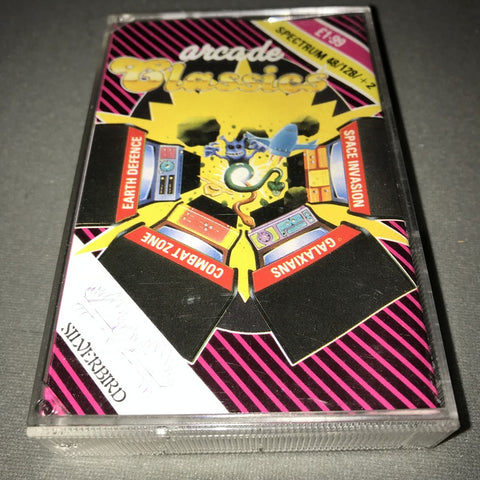 arcade
Classics
£1·99
SPECTRUM 48/128/+2
EARTH DEFENCE
SPACE INVASION
COMBAT ZONE
GALAXIANS
SILVERBIRD